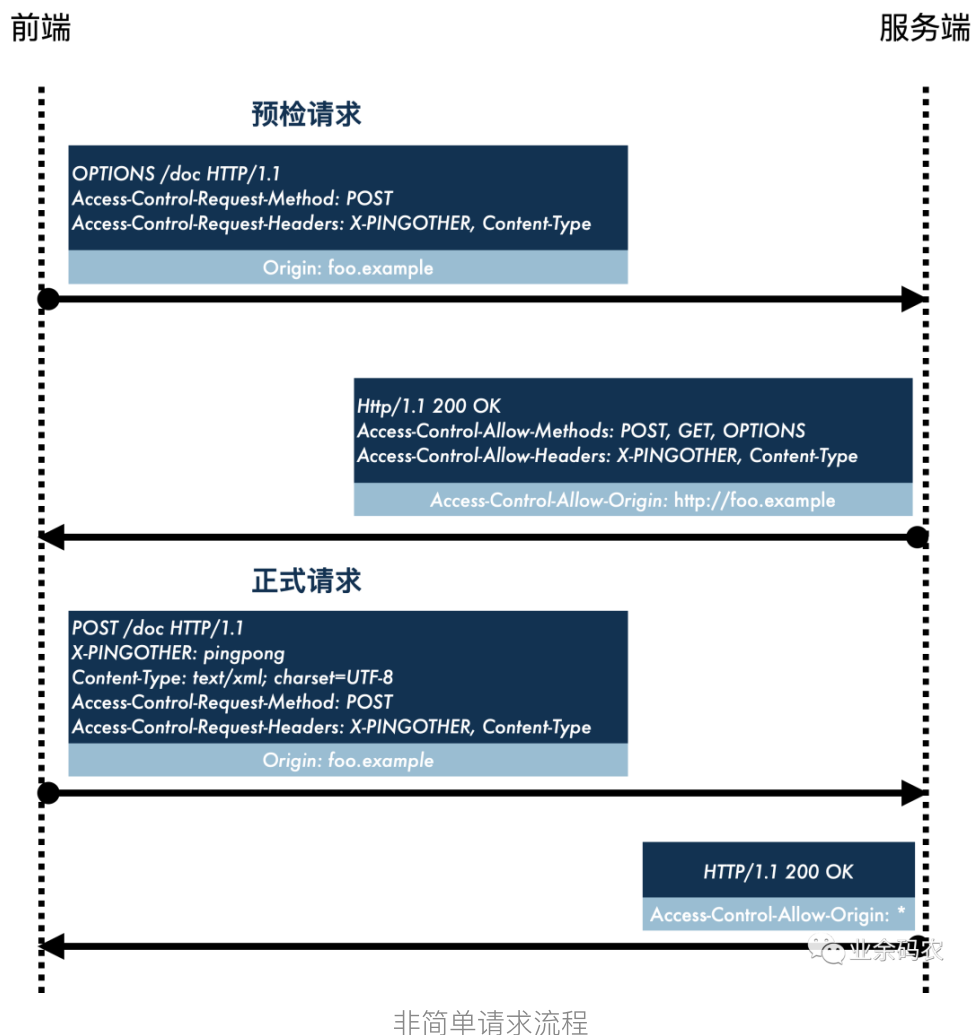 前端
服务端
预检请求
OPTIONS /doc HTTP/1.1
Access-Control-Request-Method: POST
Access-Control-Request-Headers: X-PINGOTHER, Content-Type
Origin: foo.example
Http/1.1 200 OK
Access-Control-Allow-Methods: POST, GET, OPTIONS
Access-Control-Allow-Headers: X-PINGOTHER, Content-Type
Access-Control-Allow-Origin: http://foo.example
正式请求
POST /doc HTTP/1.1
X-PINGOTHER: pingpong
Content-Type: text/xml; charset=UTF-8
Access-Control-Request-Method: POST
Access-Control-Request-Headers: X-PINGOTHER, Content-Type
Origin: foo.example
HTTP/1.1 200 OK
Access-Control-Allow-Origin: *
业余码农
非简单请求流程